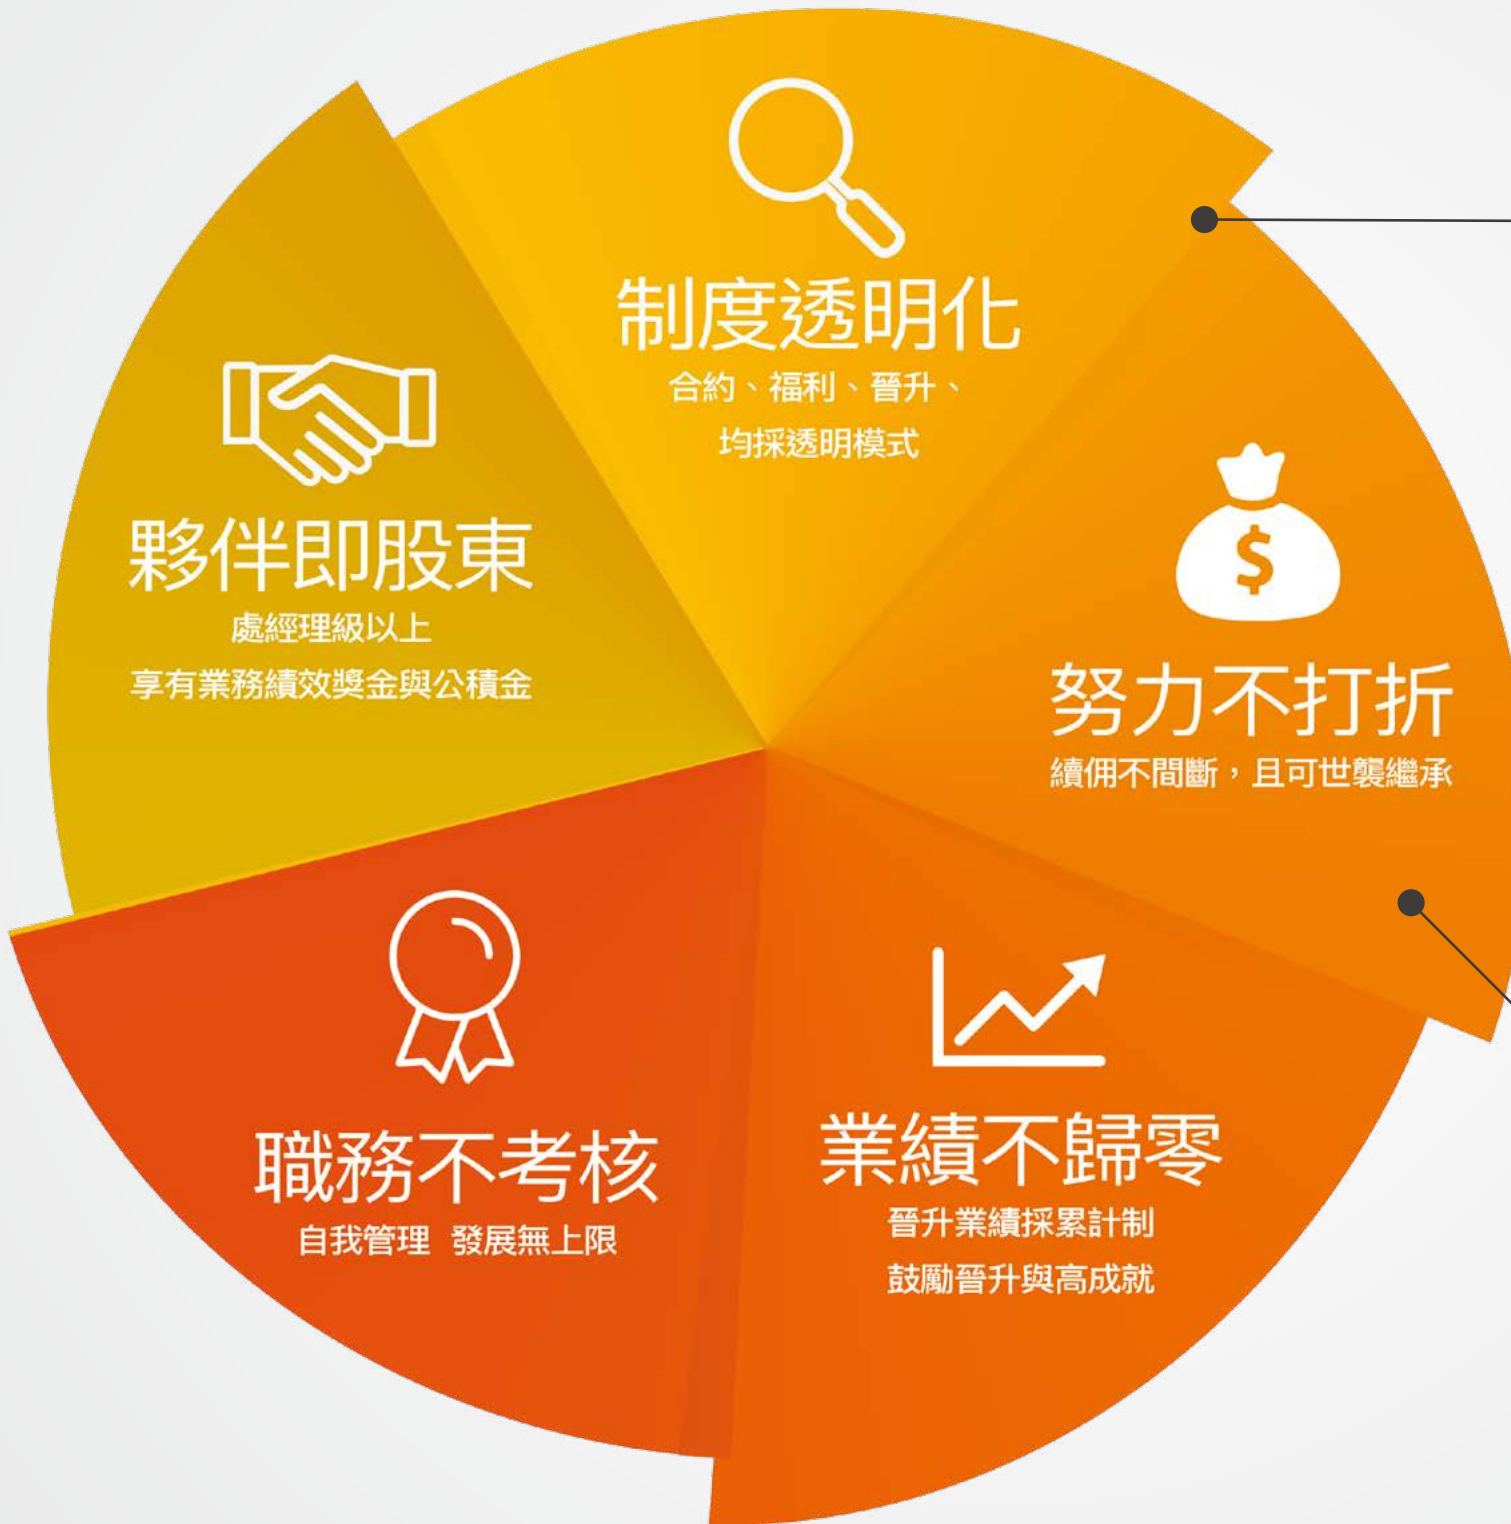 制度透明化
合約、福利、晉升、
均採透明模式
努力不打折
續佣不間斷，且可世襲繼承
業績不歸零
晉升業績採累計制
鼓勵晉升與高成就
職務不考核
自我管理 發展無上限
夥伴即股東
處經理級以上
享有業務績效獎金與公積金
$